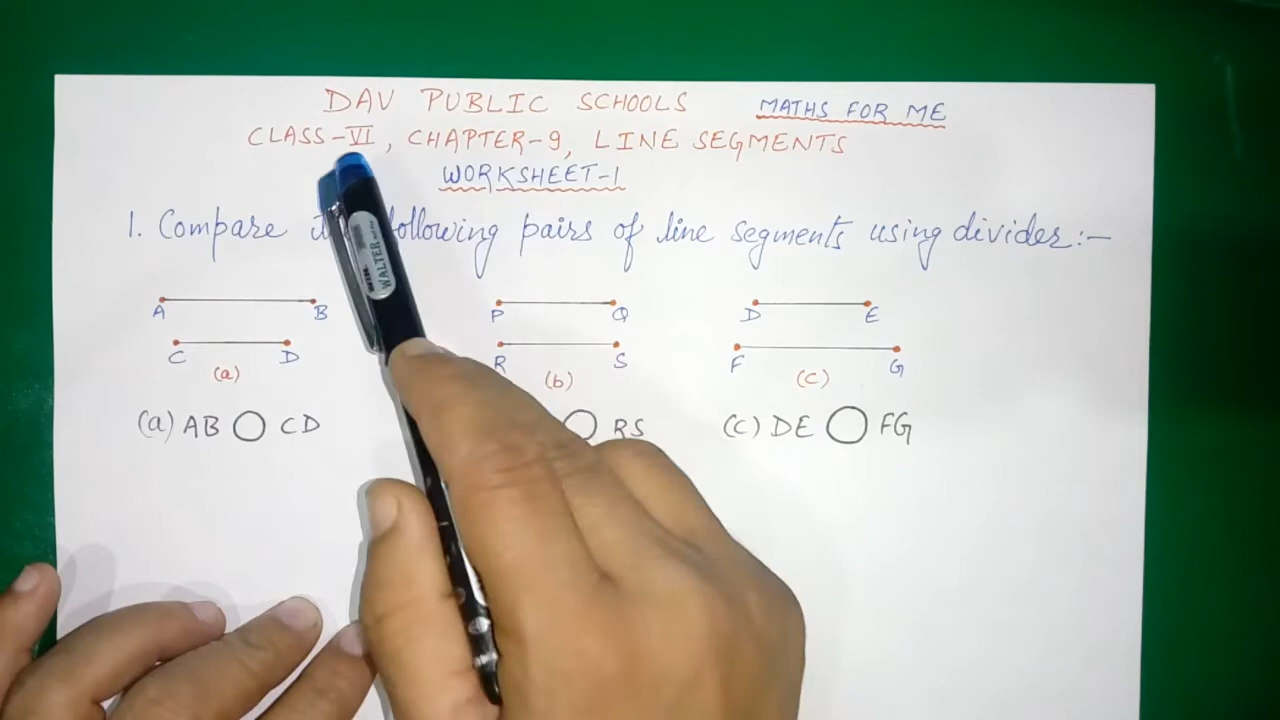 DAV PUBLIC SCHOOLS MATHS FOR ME
CLASS-VI, CHAPTER-9, LINE SEGMENTS
WORKSHEET-1
1. Compare following pairs of line segments using divider:-
A B P Q D E
C D R S F G
(a) (b) (c)
(a) AB ○ CD ○ RS (c) DE ○ FG
WALTER